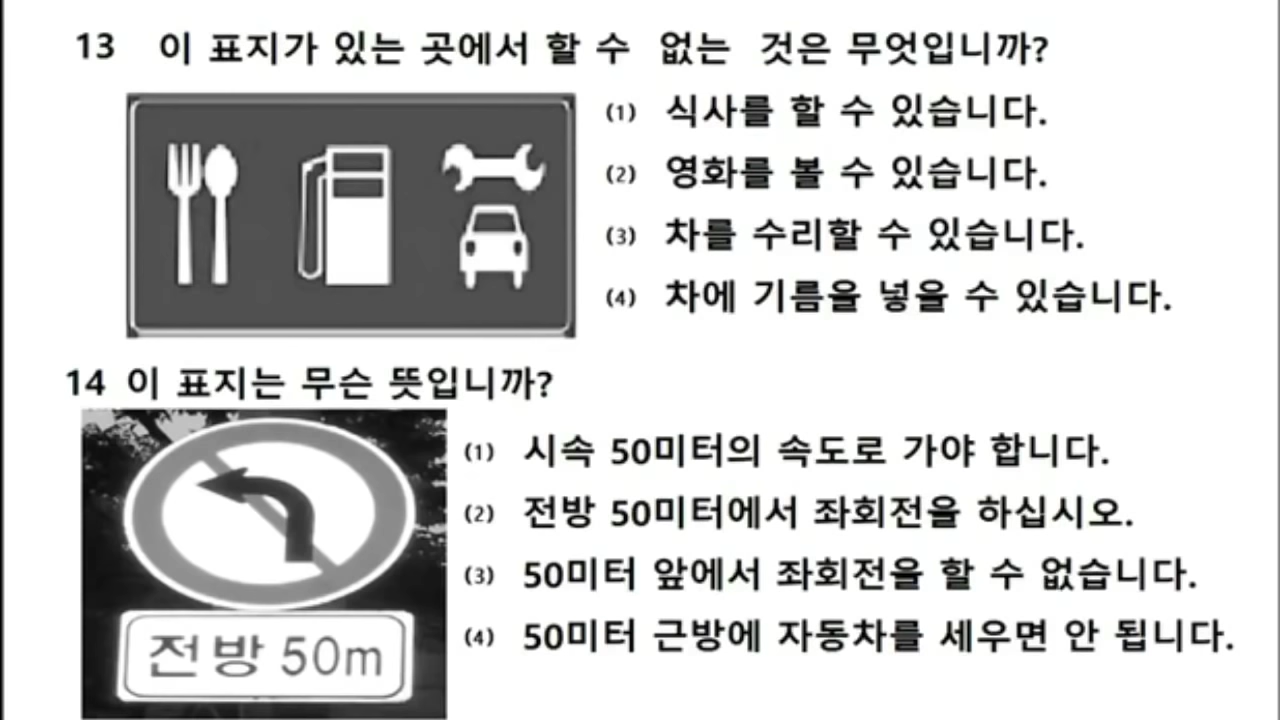 13 이 표지가 있는 곳에서 할 수 없는 것은 무엇입니까?
(1) 식사를 할 수 있습니다.
(2) 영화를 볼 수 있습니다.
(3) 차를 수리할 수 있습니다.
(4) 차에 기름을 넣을 수 있습니다.
14 이 표지는 무슨 뜻입니까?
(1) 시속 50미터의 속도로 가야 합니다.
(2) 전방 50미터에서 좌회전을 하십시오.
(3) 50미터 앞에서 좌회전을 할 수 없습니다.
(4) 50미터 근방에 자동차를 세우면 안 됩니다.
전방 50m